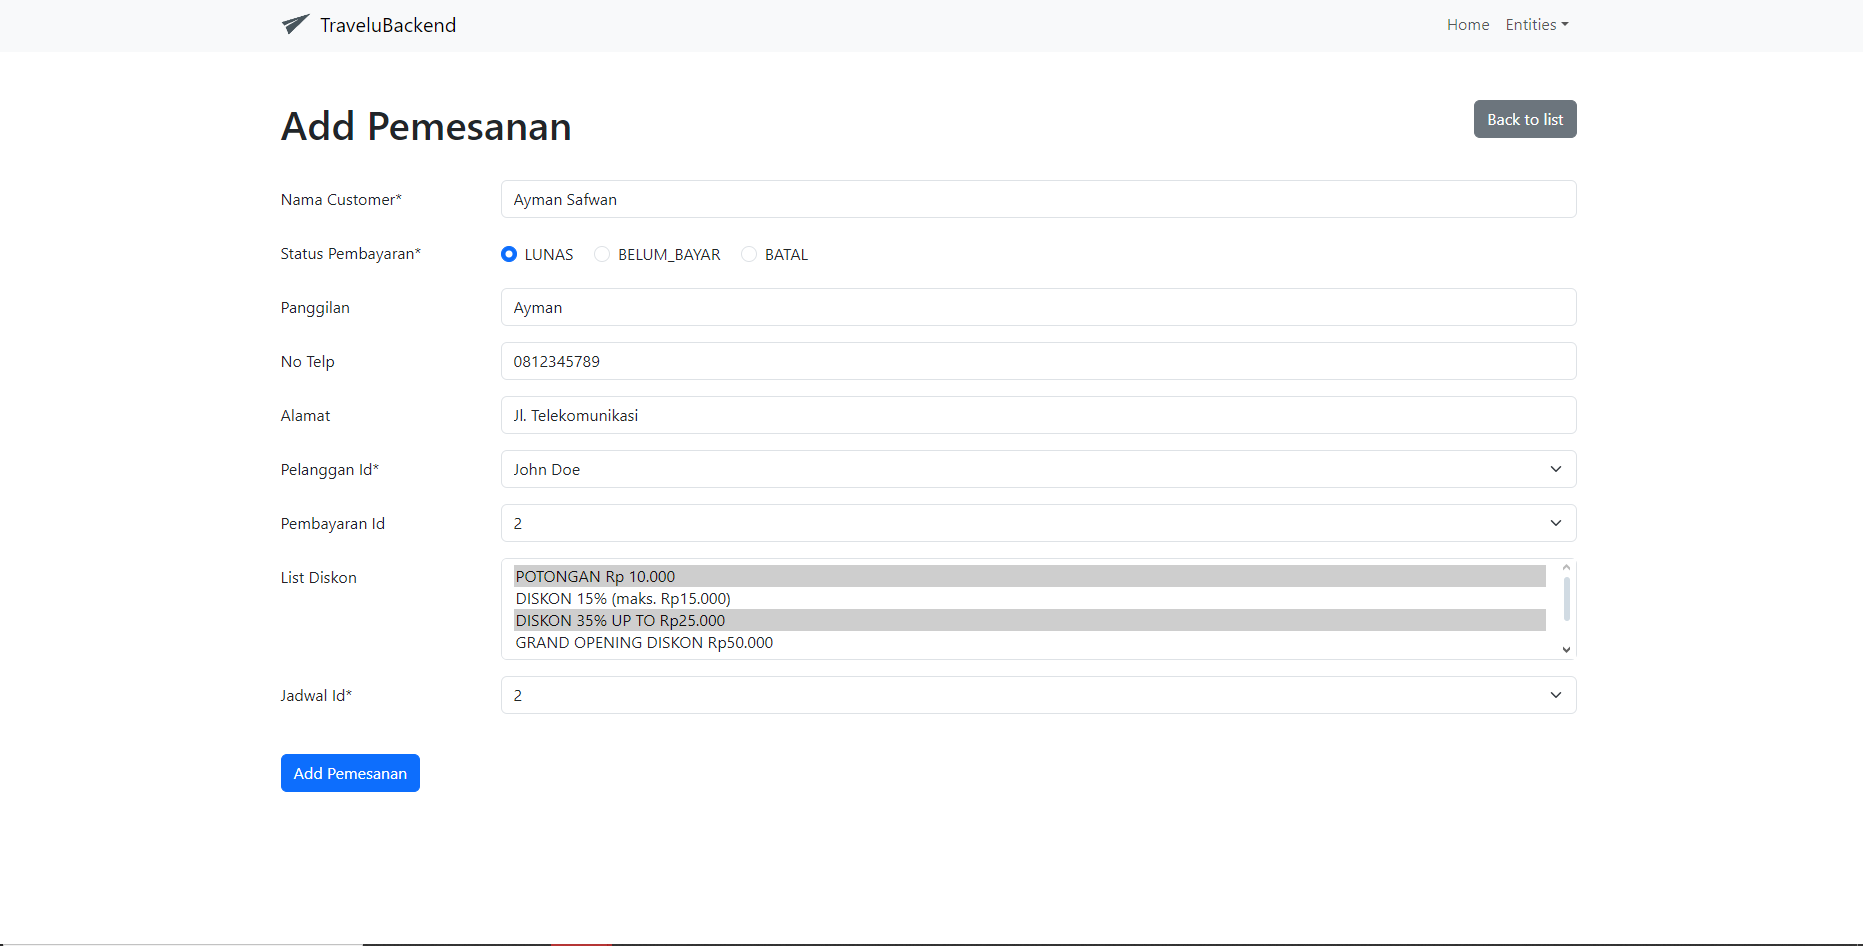 TraveluBackend
Home Entities
Add Pemesanan
Back to list
Nama Customer* Ayman Safwan
Status Pembayaran* LUNAS BELUM_BAYAR BATAL
Panggilan Ayman
No Telp 0812345789
Alamat Jl. Telekomunikasi
Pelanggan Id* John Doe
Pembayaran Id 2
List Diskon POTONGAN Rp 10.000
DISKON 15% (maks. Rp15.000)
DISKON 35% UP TO Rp25.000
GRAND OPENING DISKON Rp50.000
Jadwal Id* 2
Add Pemesanan